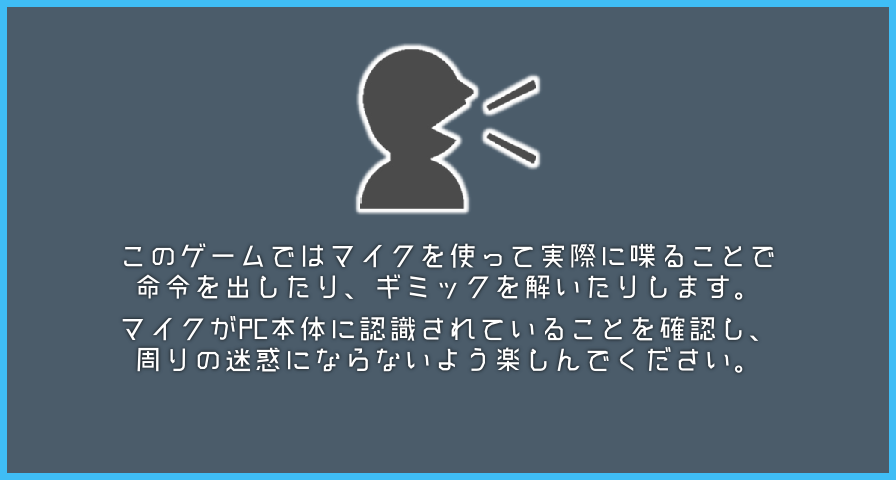 このゲームではマイクを使って実際に喋ることで
命令を出したり、ギミックを解いたりします。
マイクがPC本体に認識されていることを確認し、
周りの迷惑にならないよう楽しんでください。